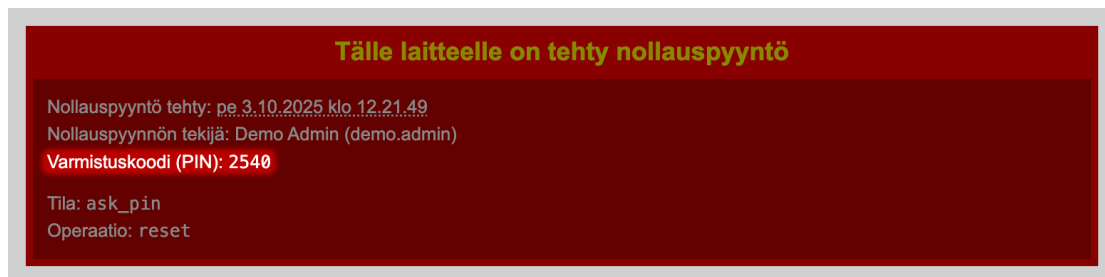 Tälle laitteelle on tehty nollauspyyntö
Nollauspyyntö tehty: pe 3.10.2025 klo 12.21.49
Nollauspyynnön tekijä: Demo Admin (demo.admin)
Varmistuskoodi (PIN): 2540
Tila: ask_pin
Operaatio: reset